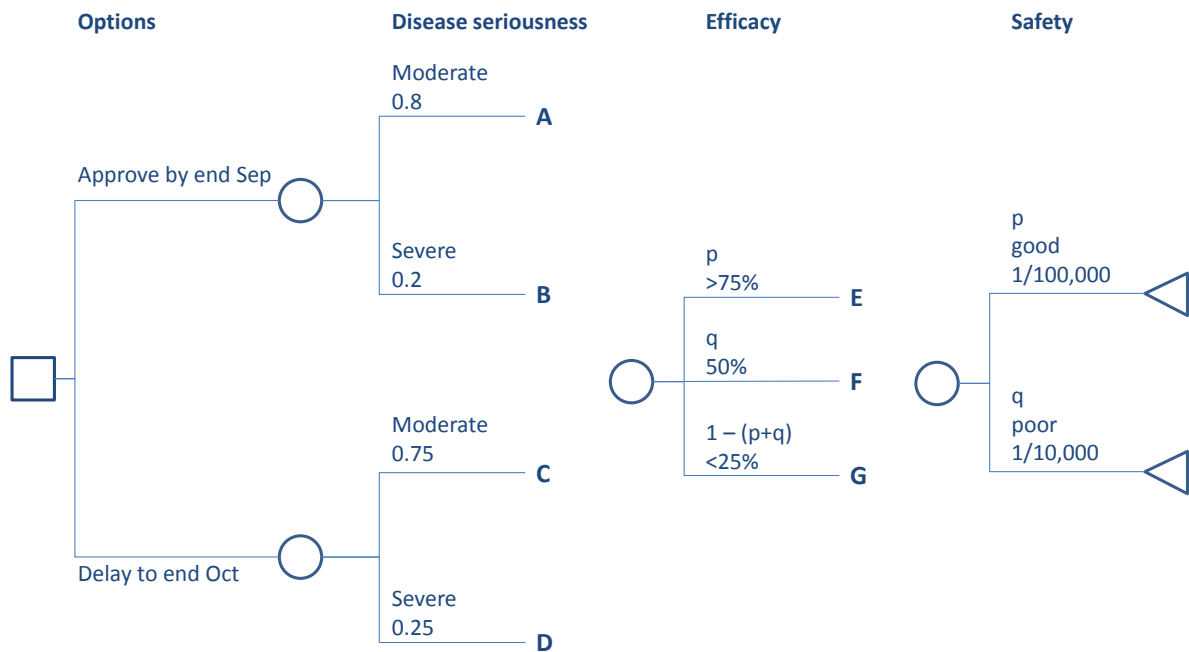 Options
Disease seriousness
Efficacy
Safety
Moderate
0.8
A
Approve by end Sep
Severe
0.2
B
p
>75%
E
q
50%
F
1 – (p+q)
<25%
G
p
good
1/100,000
q
poor
1/10,000
Moderate
0.75
C
Delay to end Oct
Severe
0.25
D